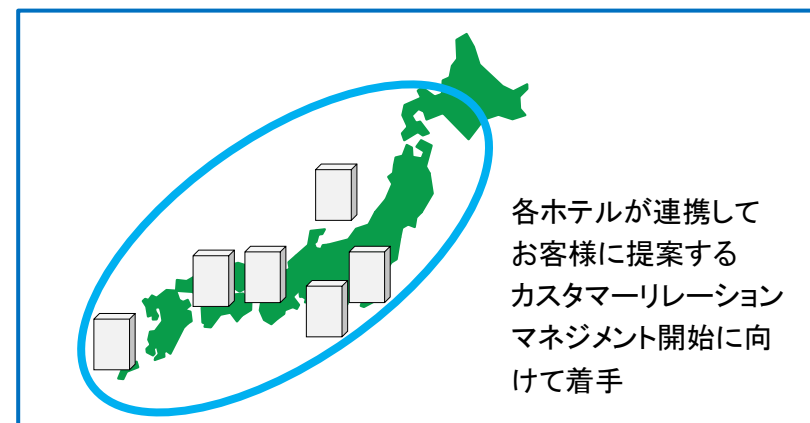 各ホテルが連携して
お客様に提案する
カスタマーリレーション
マネジメント開始に向
けて着手